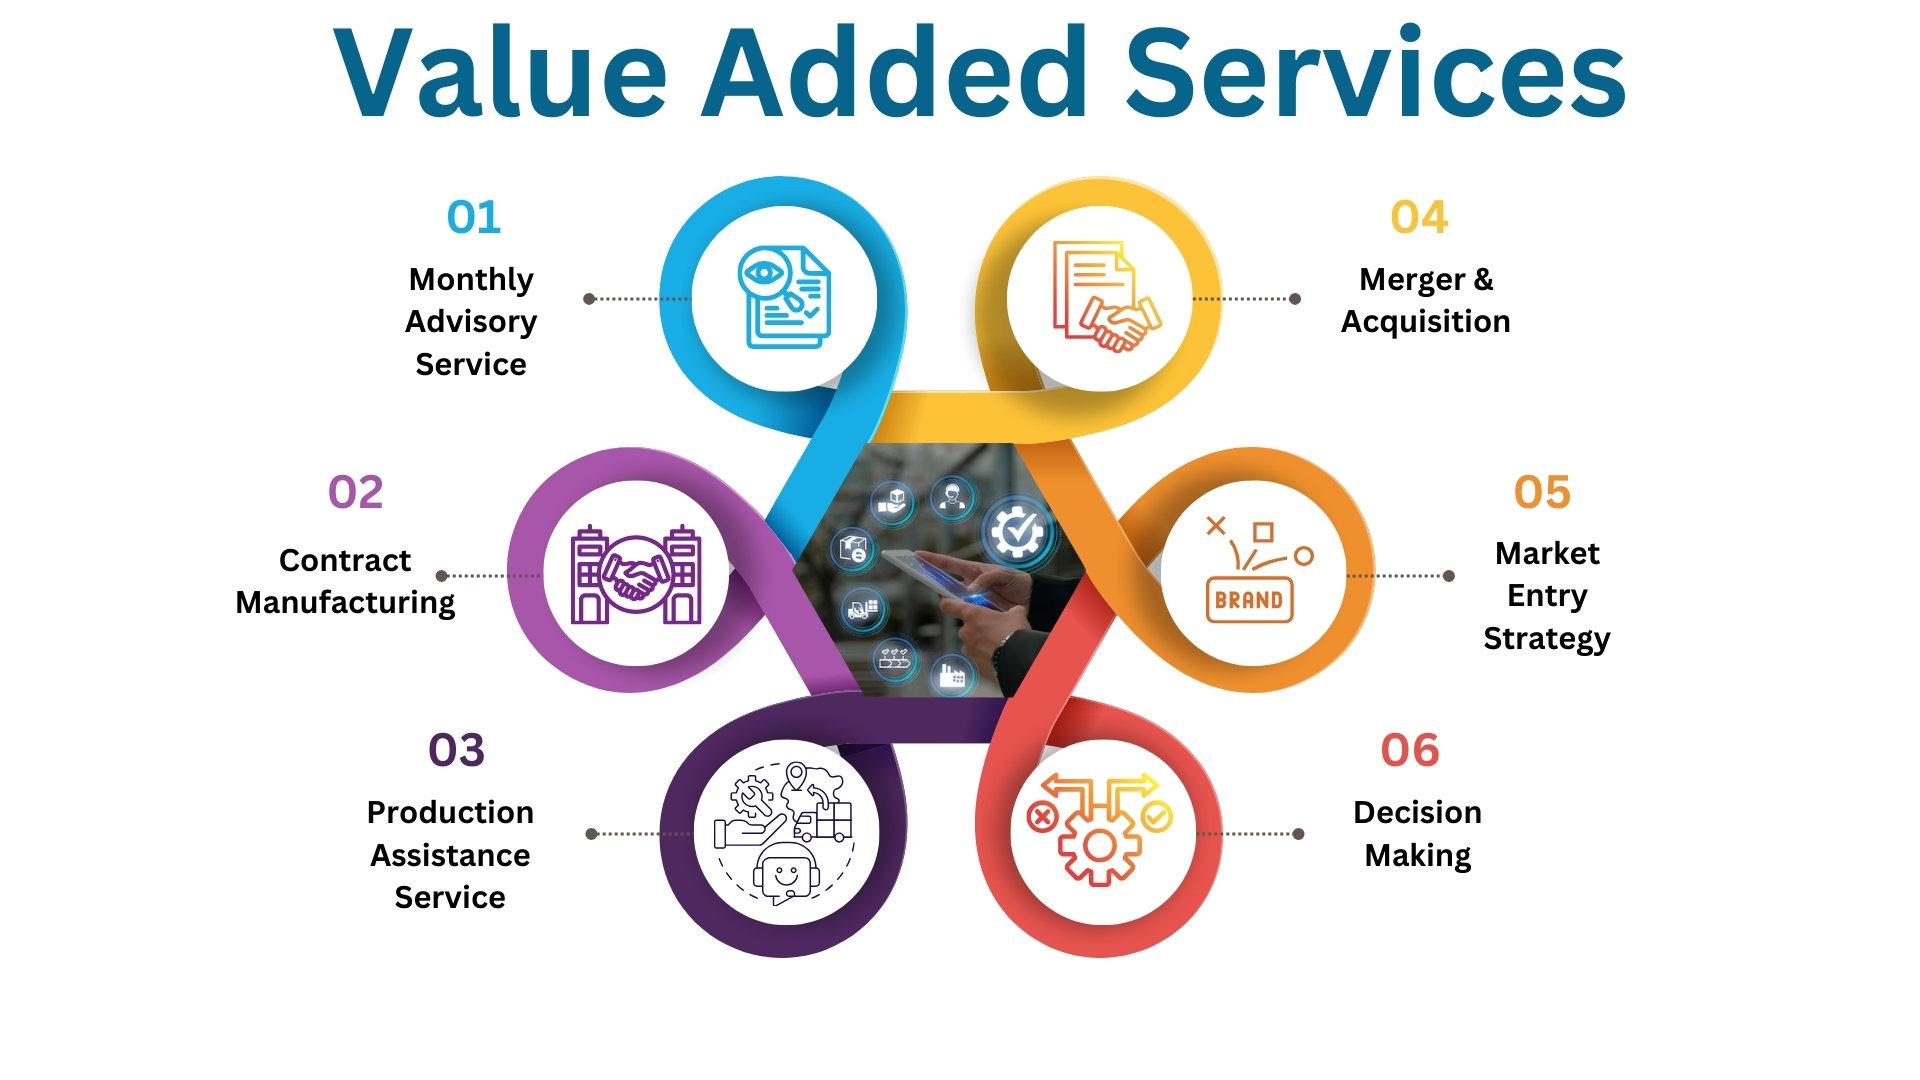 Value Added Services
01
Monthly
Advisory
Service
02
Contract
Manufacturing
03
Production
Assistance
Service
04
Merger &
Acquisition
05
Market
Entry
Strategy
BRAND
06
Decision
Making